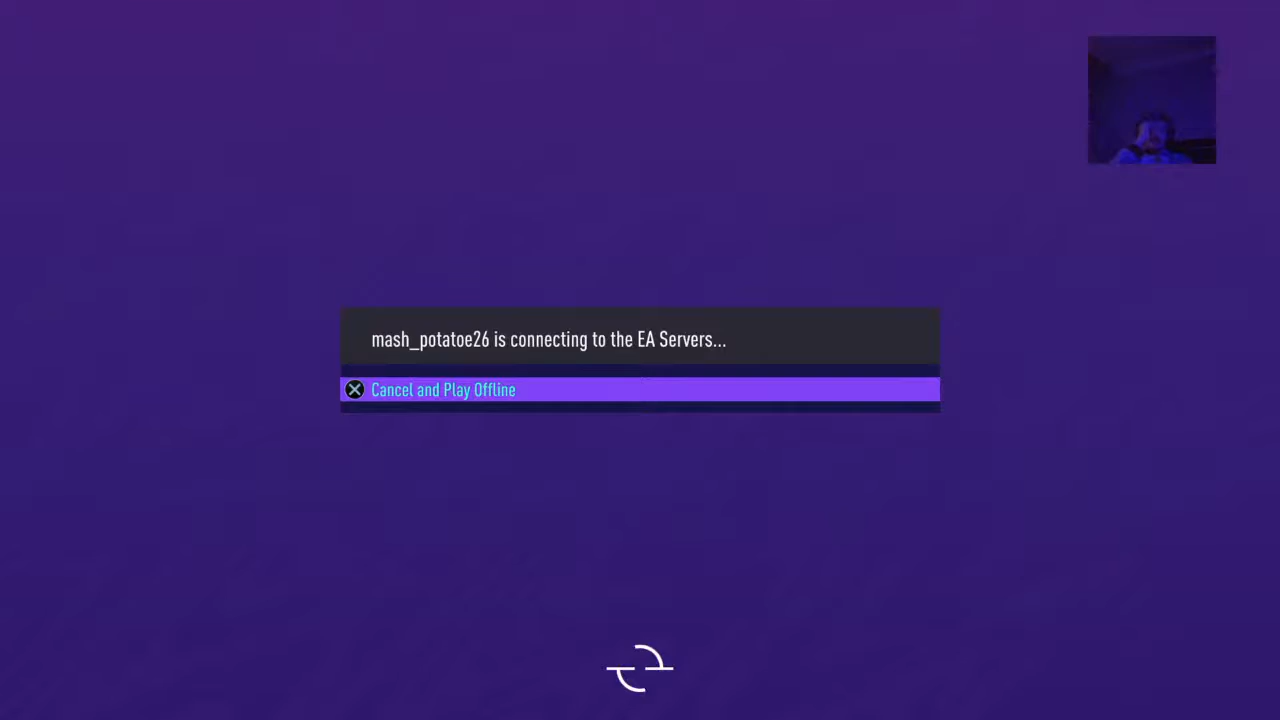 mash_potatoe26 is connecting to the EA Servers...
Cancel and Play Offline